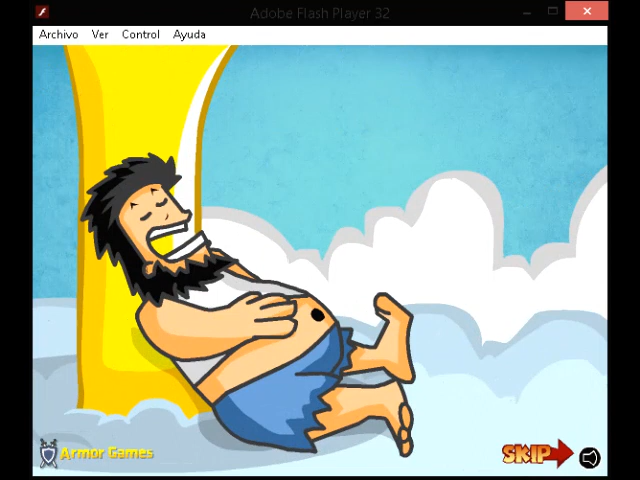 Adobe Flash Player 32
Archivo Ver Control Ayuda
Armor Games
SKIP